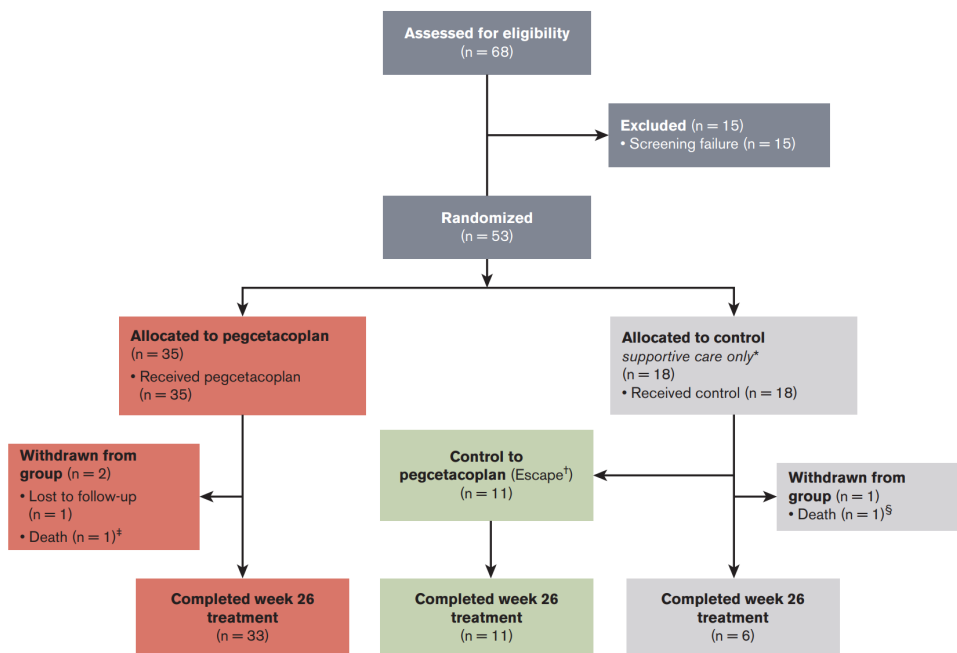 Assessed for eligibility
(n = 68)
Excluded (n = 15)
• Screening failure (n = 15)
Randomized
(n = 53)
Allocated to pegcetacoplan
(n = 35)
• Received pegcetacoplan
(n = 35)
Allocated to control
supportive care only*
(n = 18)
• Received control (n = 18)
Withdrawn from
group (n = 2)
• Lost to follow-up
(n = 1)
• Death (n = 1)‡
Control to
pegcetacoplan (Escape†)
(n = 11)
Withdrawn from
group (n = 1)
• Death (n = 1)§
Completed week 26
treatment
(n = 33)
Completed week 26
treatment
(n = 11)
Completed week 26
treatment
(n = 6)